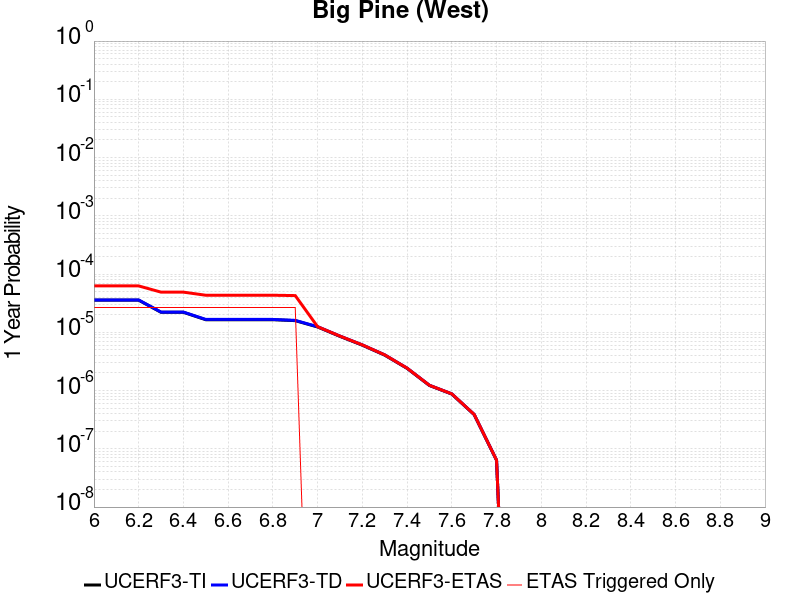 Big Pine (West)
10^0
10^-1
10^-2
10^-3
10^-4
10^-5
10^-6
10^-7
10^-8
1 Year Probability
6 6.2 6.4 6.6 6.8 7 7.2 7.4 7.6 7.8 8 8.2 8.4 8.6 8.8 9
Magnitude
UCERF3-TI UCERF3-TD UCERF3-ETAS ETAS Triggered Only